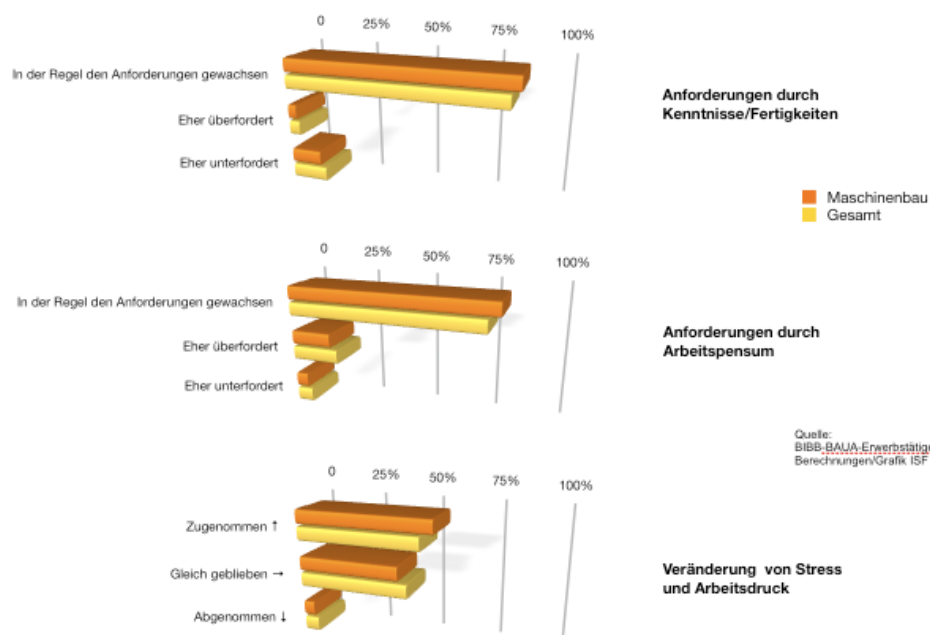 0 25% 50% 75% 100%
In der Regel den Anforderungen gewachsen
Eher überfordert
Eher unterfordert
Anforderungen durch
Kenntnisse/Fertigkeiten
Maschinenbau
Gesamt
0 25% 50% 75% 100%
In der Regel den Anforderungen gewachsen
Eher überfordert
Eher unterfordert
Anforderungen durch
Arbeitspensum
Quelle:
BIBB-BAUA-Erwerbstätige
Berechnungen/Grafik ISF
0 25% 50% 75% 100%
Zugenommen ↑
Gleich geblieben →
Abgenommen ↓
Veränderung von Stress
und Arbeitsdruck